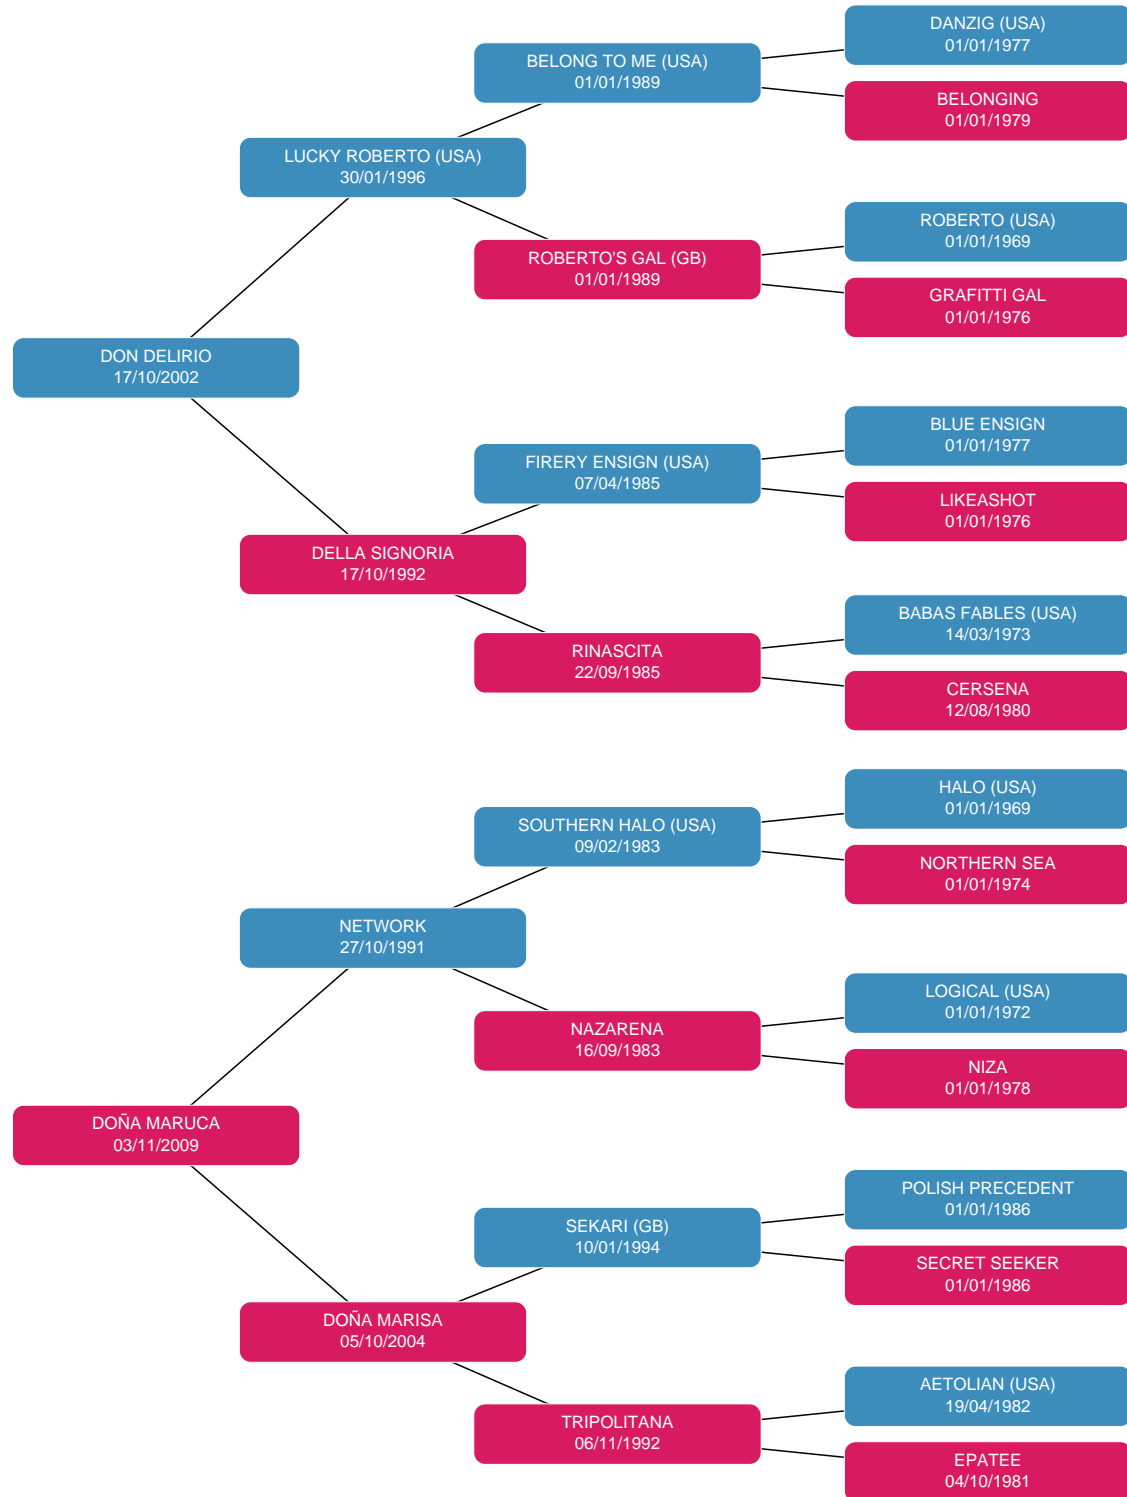 DANZIG (USA)
01/01/1977
BELONG TO ME (USA)
01/01/1989
BELONGING
01/01/1979
LUCKY ROBERTO (USA)
30/01/1996
ROBERTO (USA)
01/01/1969
ROBERTO'S GAL (GB)
01/01/1989
GRAFITTI GAL
01/01/1976
DON DELIRIO
17/10/2002
BLUE ENSIGN
01/01/1977
FIRERY ENSIGN (USA)
07/04/1985
LIKEASHOT
01/01/1976
DELLA SIGNORIA
17/10/1992
BABAS FABLES (USA)
14/03/1973
RINASCITA
22/09/1985
CERSENA
12/08/1980
HALO (USA)
01/01/1969
SOUTHERN HALO (USA)
09/02/1983
NORTHERN SEA
01/01/1974
NETWORK
27/10/1991
LOGICAL (USA)
01/01/1972
NAZARENA
16/09/1983
NIZA
01/01/1978
DOÑA MARUCA
03/11/2009
POLISH PRECEDENT
01/01/1986
SEKARI (GB)
10/01/1994
SECRET SEEKER
01/01/1986
DOÑA MARISA
05/10/2004
AETOLIAN (USA)
19/04/1982
TRIPOLITANA
06/11/1992
EPATEE
04/10/1981